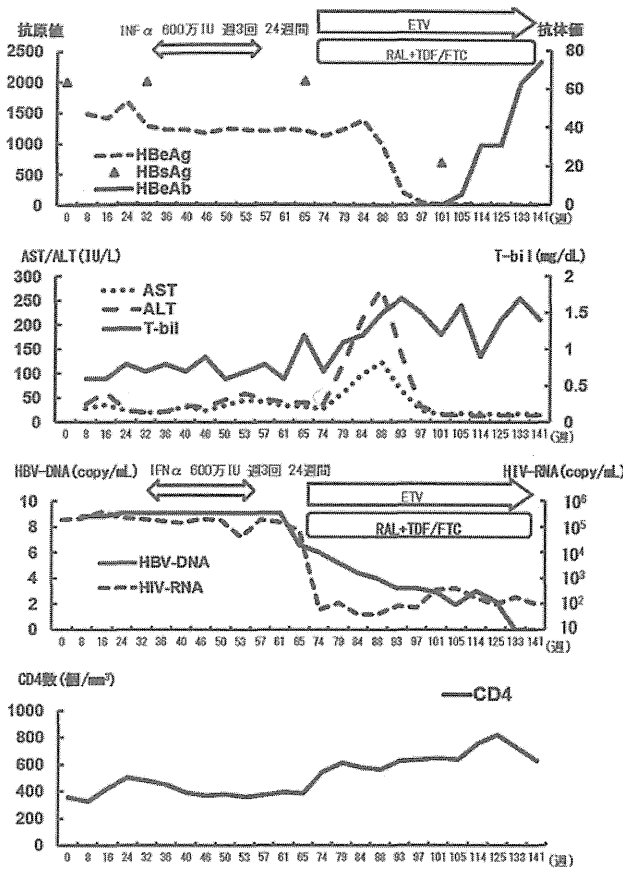 抗原値 INFα 600万IU 週3回 24週間 ETV 抗体価
RAL+TDF/FTC
2500
2000
1500
1000
500
0
80
60
40
20
0
HBeAg
HBsAg
HBeAb
0 8 16 24 32 36 40 46 50 53 57 61 65 74 79 84 88 93 97 101 105 114 125 133 141 (週)
AST/ALT(IU/L) T-bil(mg/dL)
300
250
200
150
100
50
0
2
1.5
1
0.5
0
AST
ALT
T-bil
0 8 16 24 32 36 40 46 50 53 57 61 65 74 79 84 88 93 97 101 105 114 125 133 141 (週)
HBV-DNA(copy/mL) IFNα 600万IU 週3回 24週間 HIV-RNA(copy/mL)
ETV
RAL+TDF/FTC
10
8
6
4
2
0
10⁶
10⁵
10⁴
10³
10²
10
HBV-DNA
HIV-RNA
0 8 16 24 32 36 40 46 50 53 57 61 65 74 79 84 88 93 97 101 105 114 125 133 141 (週)
CD4数(個/mm³)
CD4
1000
800
600
400
200
0
0 8 16 24 32 36 40 46 50 53 57 61 65 74 79 84 88 93 97 101 105 114 125 133 141 (週)